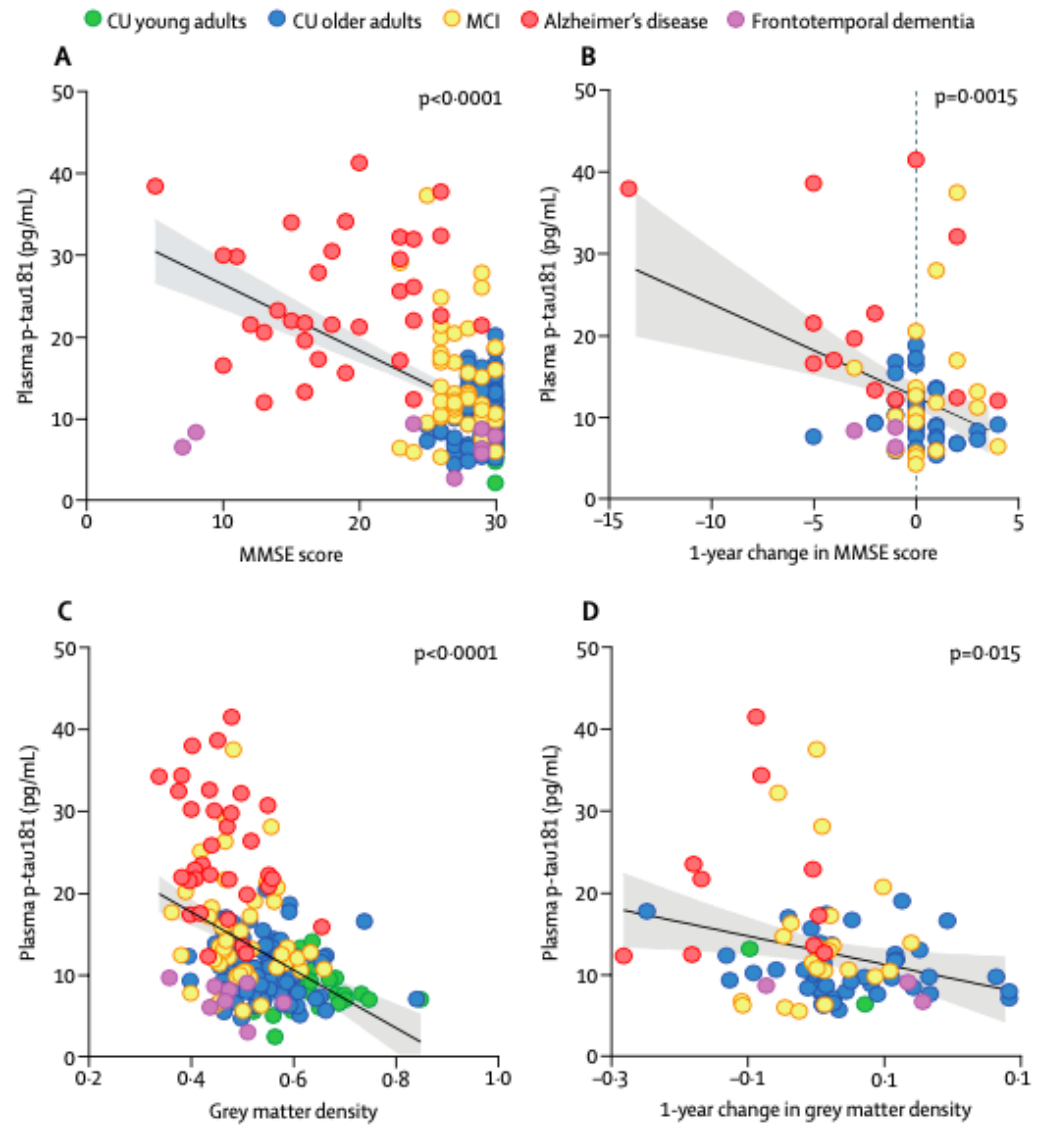 CU young adults CU older adults MCI Alzheimer's disease Frontotemporal dementia
A
p<0·0001
Plasma p-tau181 (pg/mL)
50
40
30
20
10
0
0 10 20 30
MMSE score
B
p=0·0015
Plasma p-tau181 (pg/mL)
50
40
30
20
10
0
−15 −10 −5 0 5
1-year change in MMSE score
C
p<0·0001
Plasma p-tau181 (pg/mL)
50
40
30
20
10
0
0·2 0·4 0·6 0·8 1·0
Grey matter density
D
p=0·015
Plasma p-tau181 (pg/mL)
50
40
30
20
10
0
−0·3 −0·1 0·1 0·1
1-year change in grey matter density